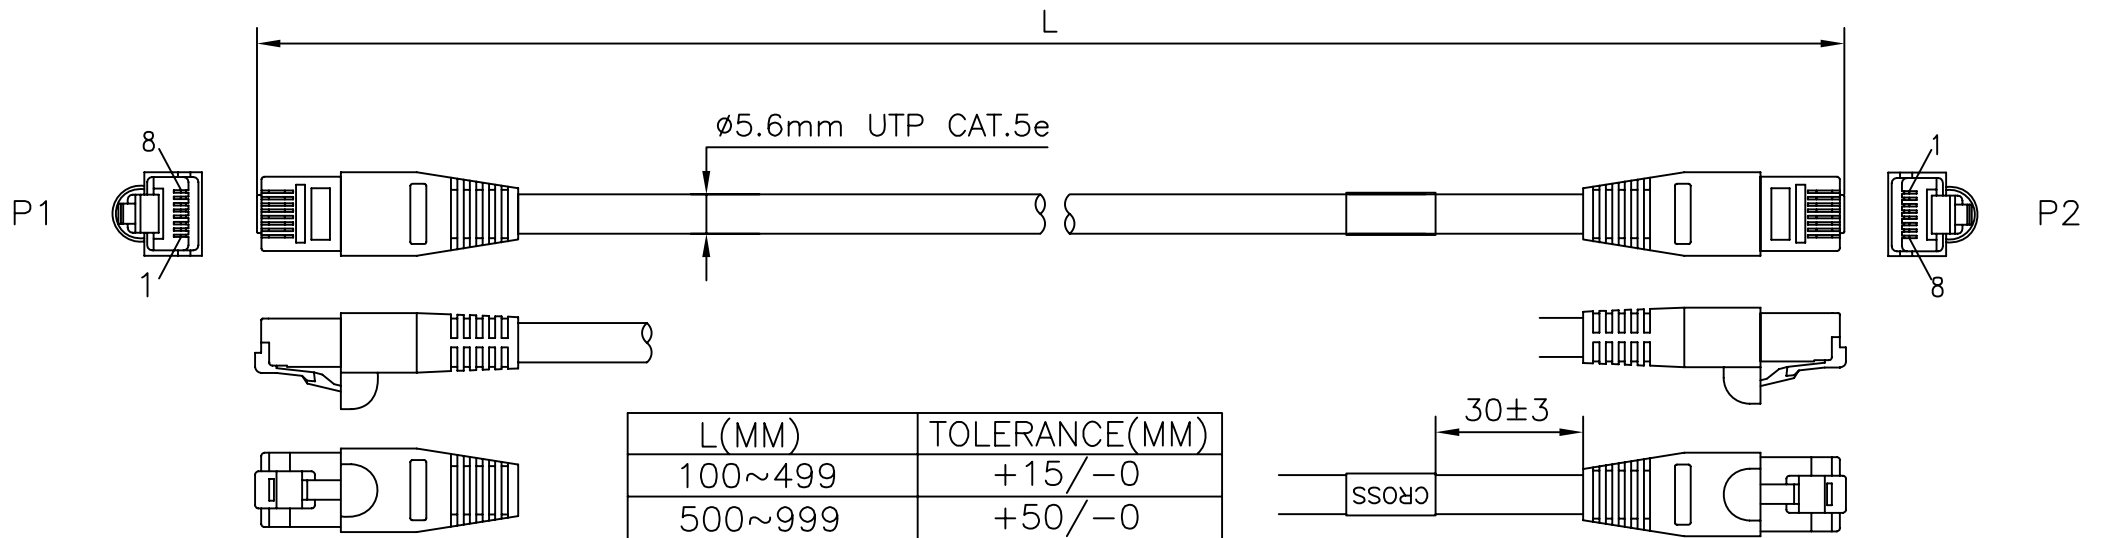 L
ø5.6mm UTP CAT.5e
8
1
P1
P2
1
8
30±3
L(MM) TOLERANCE(MM)
100~499 +15/-0
500~999 +50/-0
CROSS